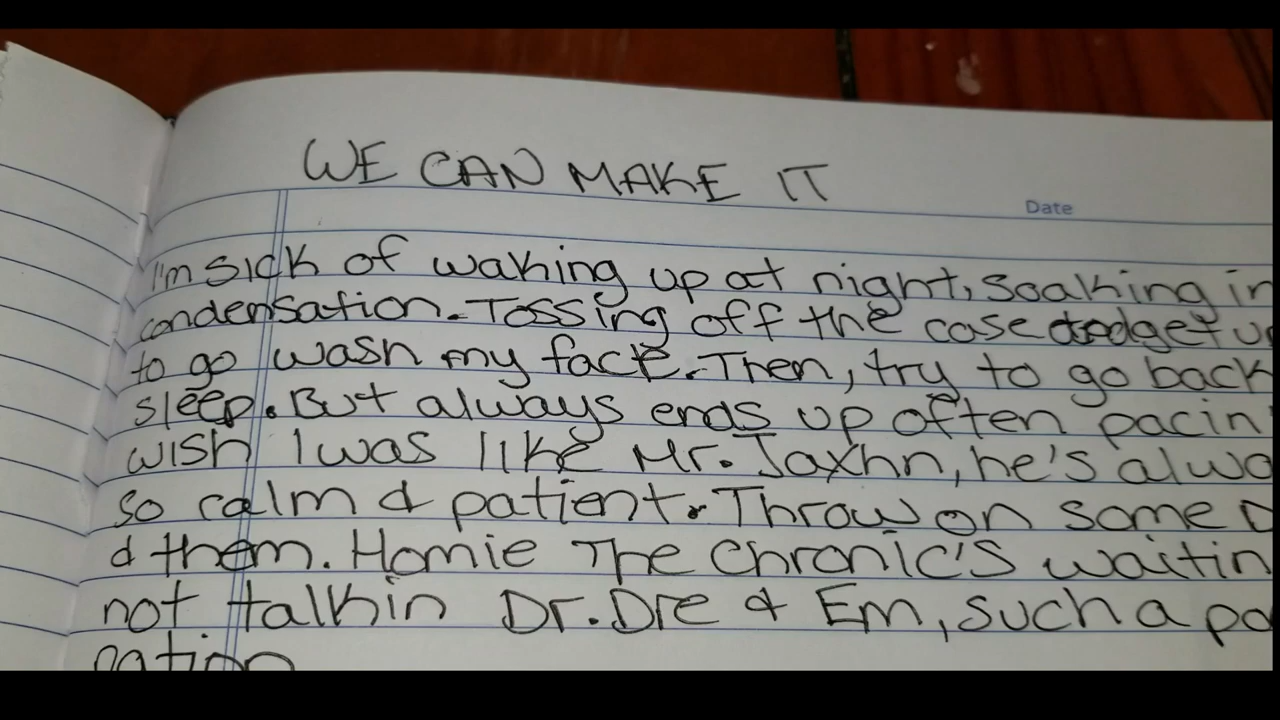 WE CAN MAKE IT
Date
I'm sick of waking up at night, soaking in
condensation. Tossing off the case get u
to go wash my face. Then, try to go back
sleep. But always ends up often pacin'
wish I was like Mr. Jaxhn, he's alwa
so calm & patient. Throw on some
& them. Homie The Chronic's waitin
not talkin Dr. Dre & Em, such a pa